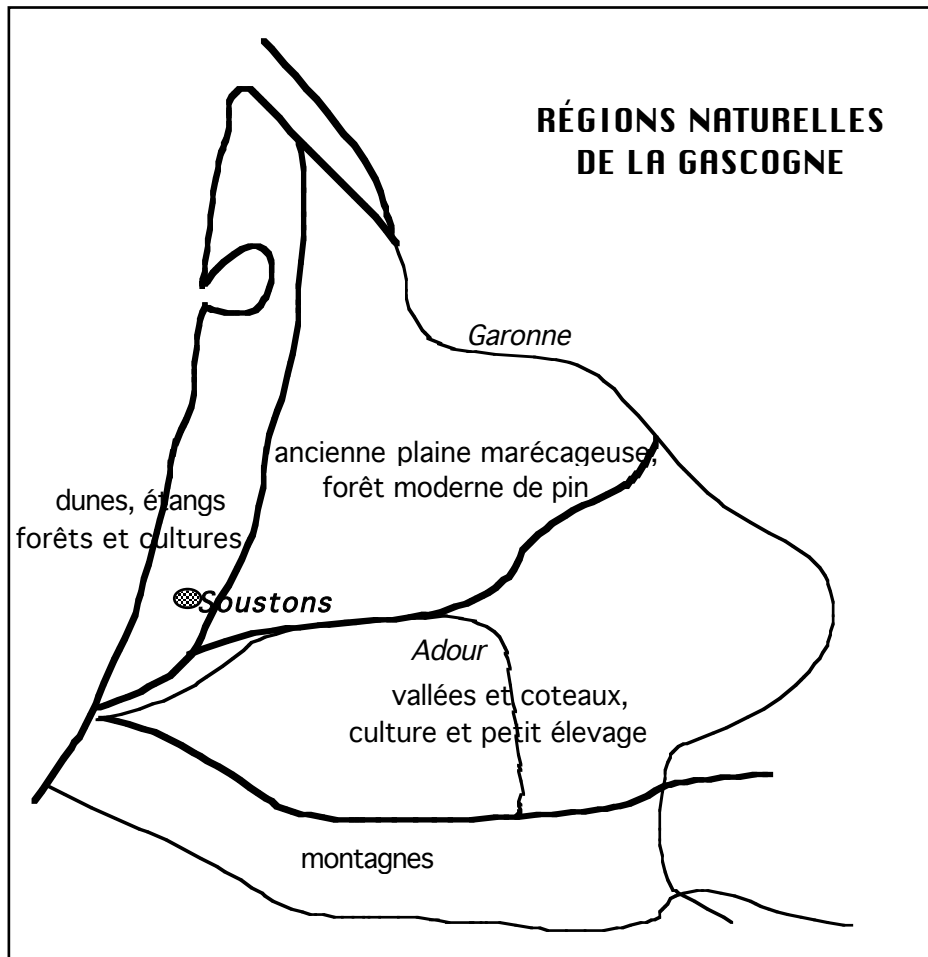 RÉGIONS NATURELLES
DE LA GASCOGNE
Garonne
ancienne plaine marécageuse,
forêt moderne de pin
dunes, étangs
forêts et cultures
Soustons
Adour
vallées et coteaux,
culture et petit élevage
montagnes